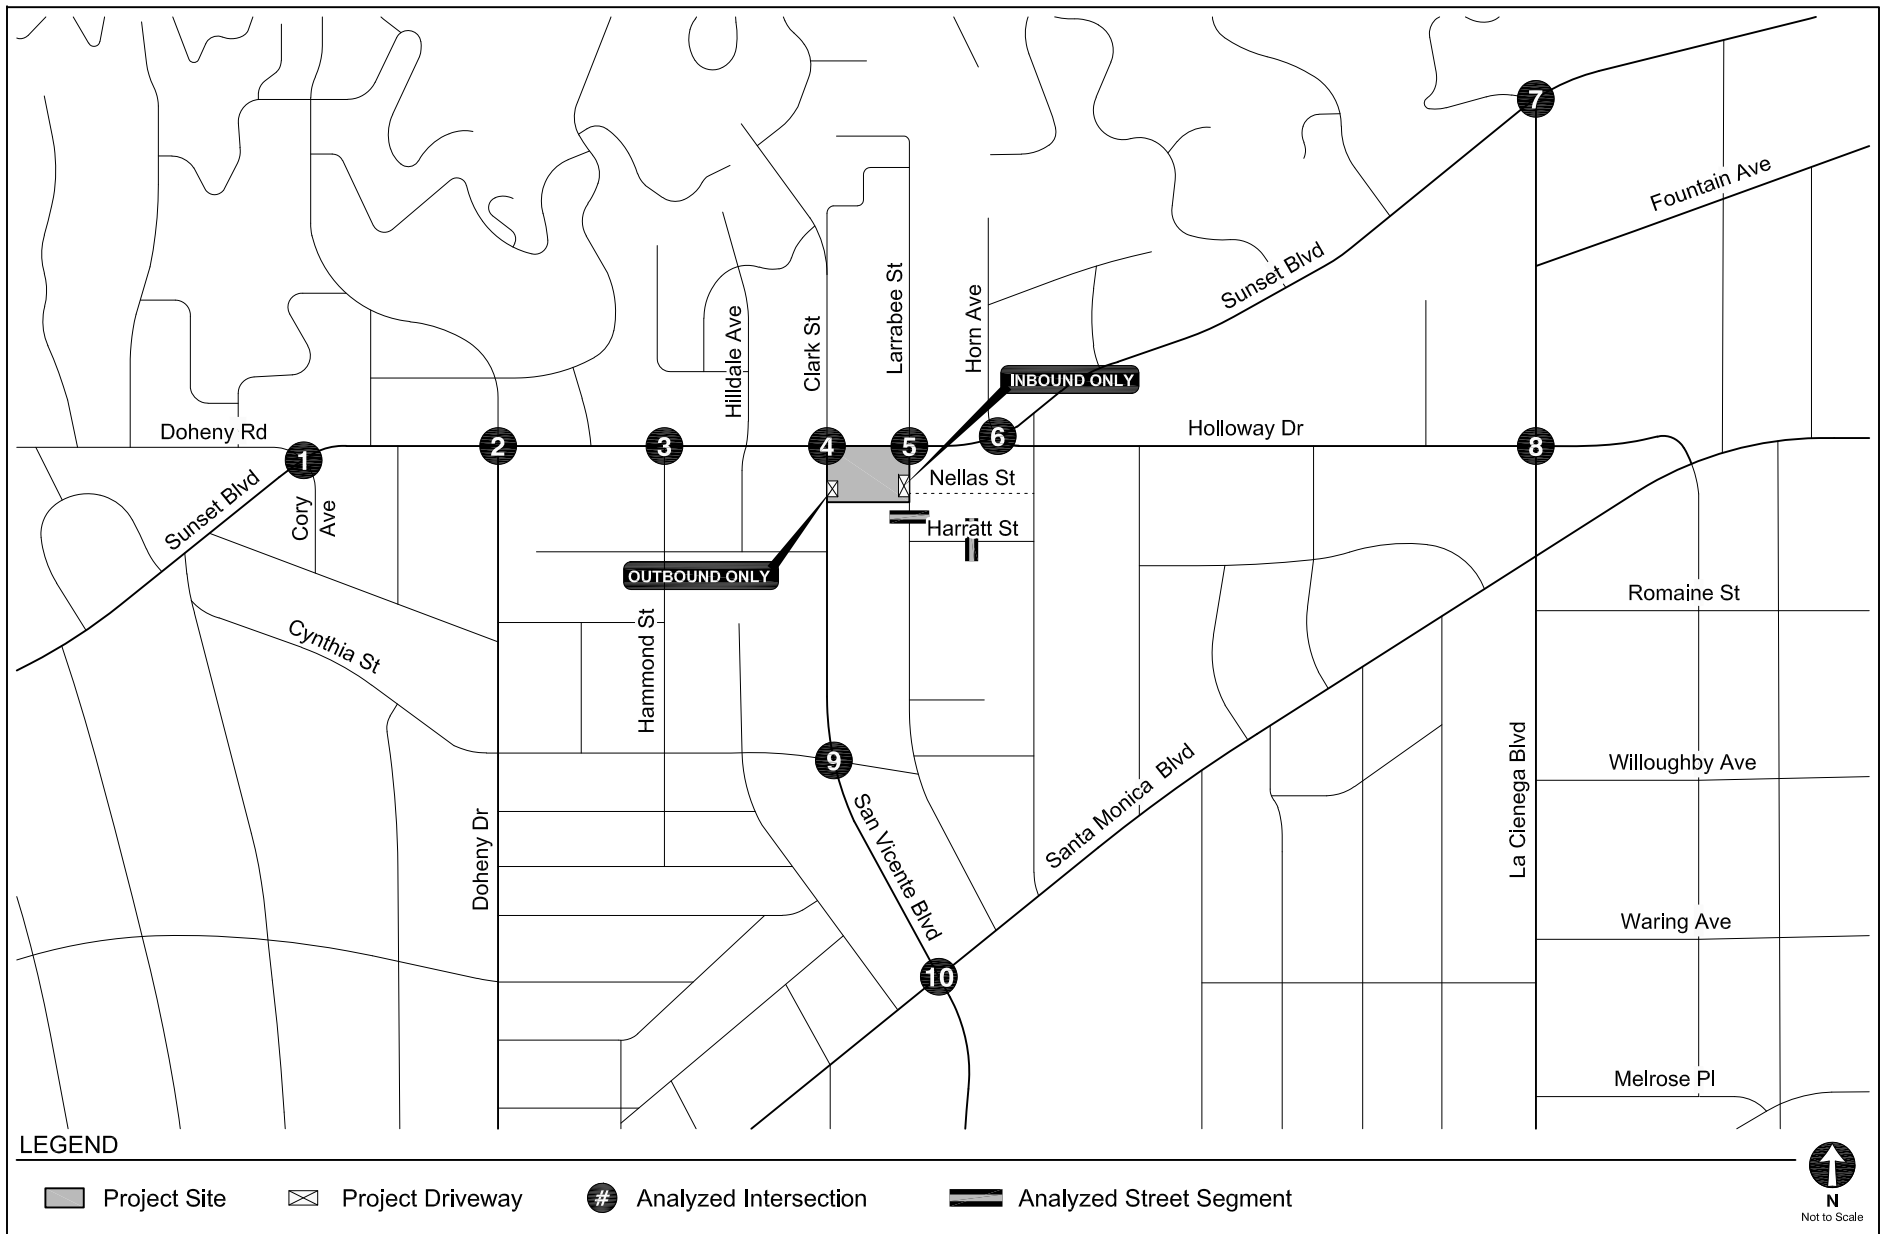 7
Fountain Ave
Sunset Blvd
Larrabee St
Horn Ave
Clark St
Hilldale Ave
INBOUND ONLY
Doheny Rd
Holloway Dr
1
2
3
4
5
6
8
Nellas St
Sunset Blvd
Cory
Ave
Harratt St
OUTBOUND ONLY
Romaine St
Cynthia St
Hammond St
9
Willoughby Ave
Santa Monica Blvd
La Cienega Blvd
Doheny Dr
San Vicente Blvd
Waring Ave
10
Melrose Pl
LEGEND
Project Site
Project Driveway
# Analyzed Intersection
Analyzed Street Segment
N
Not to Scale